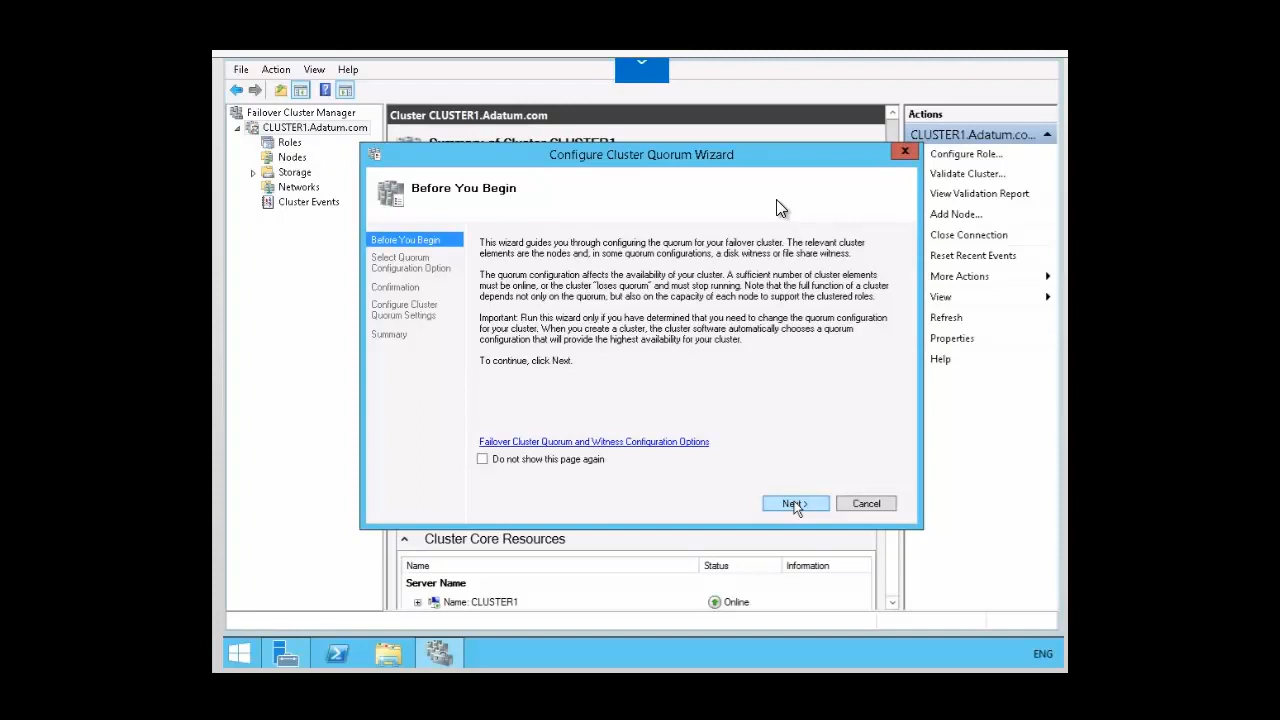 File Action View Help
Failover Cluster Manager
CLUSTER1.Adatum.com
Roles
Nodes
Storage
Networks
Cluster Events
Cluster CLUSTER1.Adatum.com
Summary of Cluster CLUSTER1
Configure Cluster Quorum Wizard
Before You Begin
Before You Begin
Select Quorum
Configuration Option
Confirmation
Configure Cluster
Quorum Settings
Summary
This wizard guides you through configuring the quorum for your failover cluster. The relevant cluster
elements are the nodes and, in some quorum configurations, a disk witness or file share witness.
The quorum configuration affects the availability of your cluster. A sufficient number of cluster elements
must be online, or the cluster "loses quorum" and must stop running. Note that the full function of a cluster
depends not only on the quorum, but also on the capacity of each node to support the clustered roles.
Important: Run this wizard only if you have determined that you need to change the quorum configuration
for your cluster. When you create a cluster, the cluster software automatically chooses a quorum
configuration that will provide the highest availability for your cluster.
To continue, click Next.
Failover Cluster Quorum and Witness Configuration Options
Do not show this page again
Next >
Cancel
Cluster Core Resources
Name Status Information
Server Name
Name: CLUSTER1 Online
Actions
CLUSTER1.Adatum.co...
Configure Role...
Validate Cluster...
View Validation Report
Add Node...
Close Connection
Reset Recent Events
More Actions
View
Refresh
Properties
Help
ENG